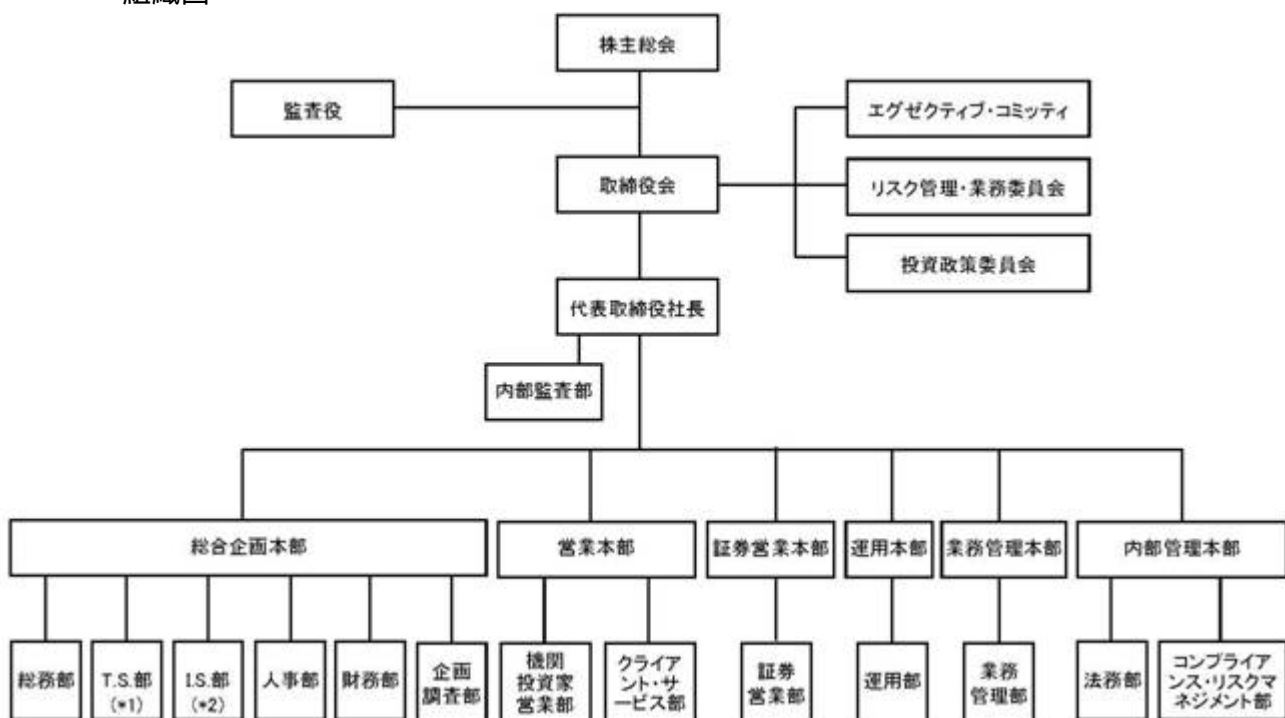 組織図
株主総会
監査役
エグゼクティブ・コミッティ
取締役会
リスク管理・業務委員会
投資政策委員会
代表取締役社長
内部監査部
総合企画本部
営業本部
証券営業本部
運用本部
業務管理本部
内部管理本部
総務部
T.S.部
(*1)
I.S.部
(*2)
人事部
財務部
企画
調査部
機関
投資家
営業部
クライア
ント・サ
ービス部
証券
営業部
運用部
業務
管理部
法務部
コンプライア
ンス・リスクマ
ネジメント部